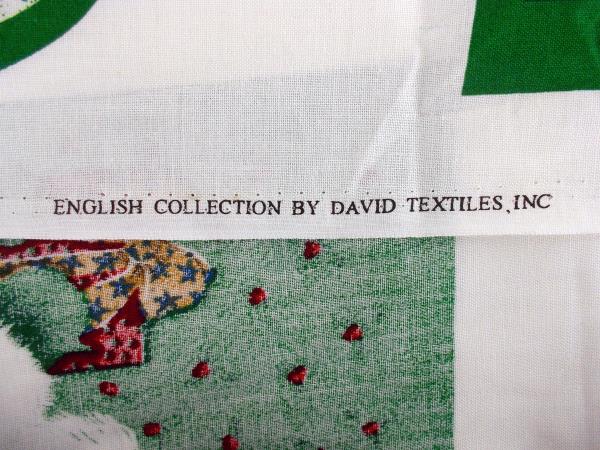 ENGLISH COLLECTION BY DAVID TEXTILES, INC